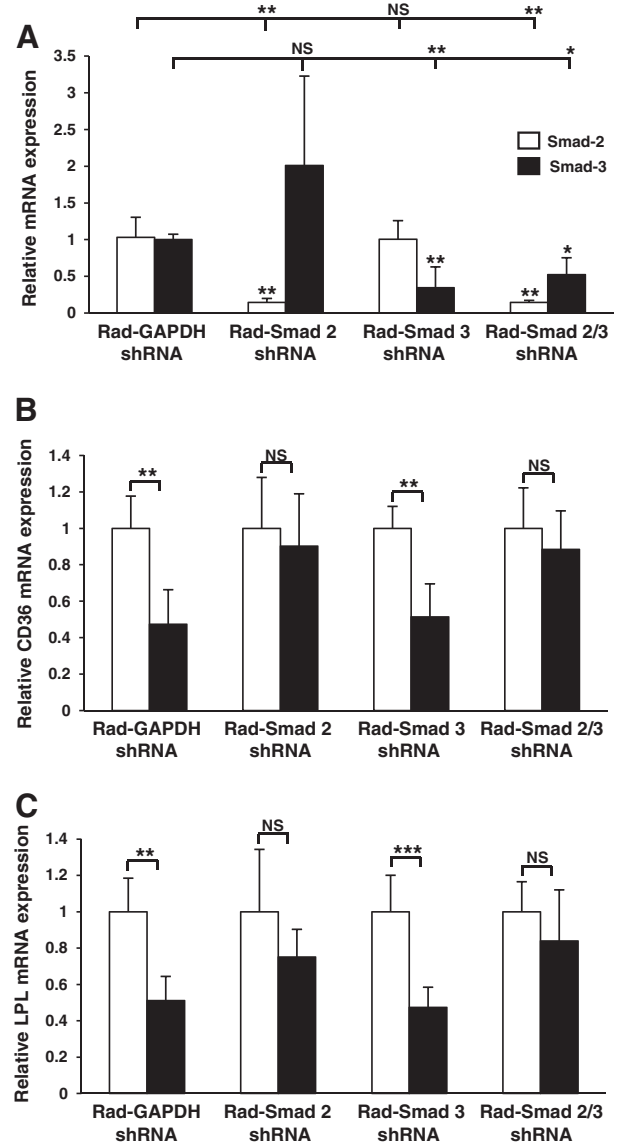 A
** NS **
NS ** *
3.5
3
2.5
2
1.5
1
0.5
0
Relative mRNA expression
Smad-2
Smad-3
** ** ** *
Rad-GAPDH shRNA
Rad-Smad 2 shRNA
Rad-Smad 3 shRNA
Rad-Smad 2/3 shRNA
B
1.4
1.2
1
0.8
0.6
0.4
0.2
0
Relative CD36 mRNA expression
** NS ** NS
Rad-GAPDH shRNA
Rad-Smad 2 shRNA
Rad-Smad 3 shRNA
Rad-Smad 2/3 shRNA
C
1.4
1.2
1
0.8
0.6
0.4
0.2
0
Relative LPL mRNA expression
** NS *** NS
Rad-GAPDH shRNA
Rad-Smad 2 shRNA
Rad-Smad 3 shRNA
Rad-Smad 2/3 shRNA